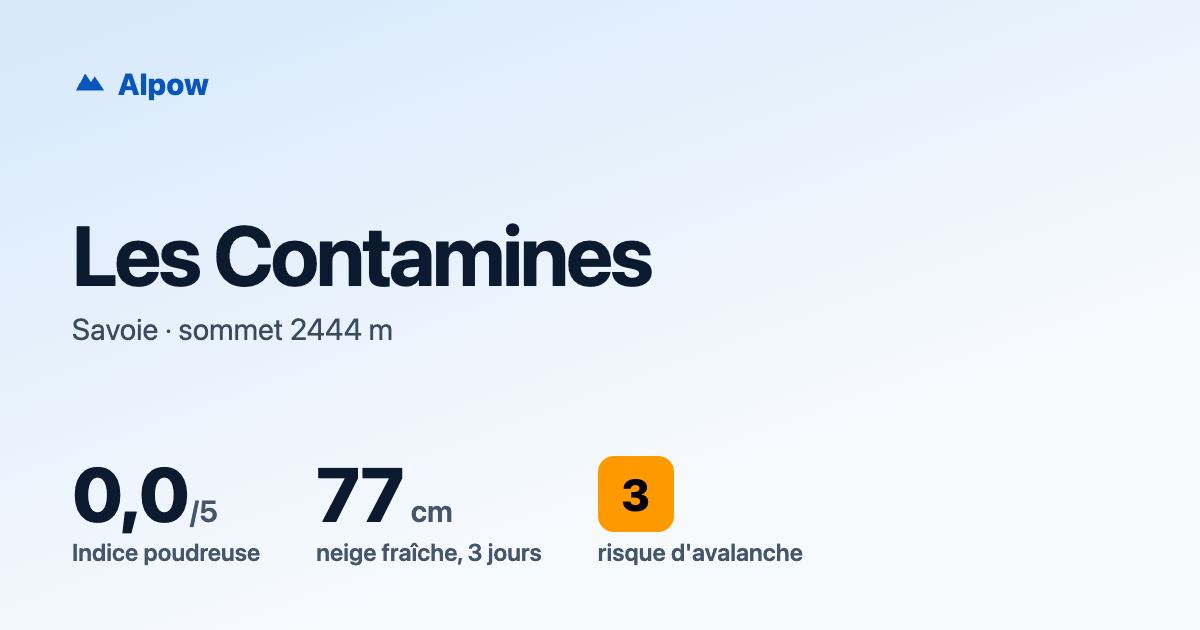 Alpow
Les Contamines
Savoie · sommet 2444 m
0,0/5
Indice poudreuse
77 cm
neige fraîche, 3 jours
3
risque d'avalanche